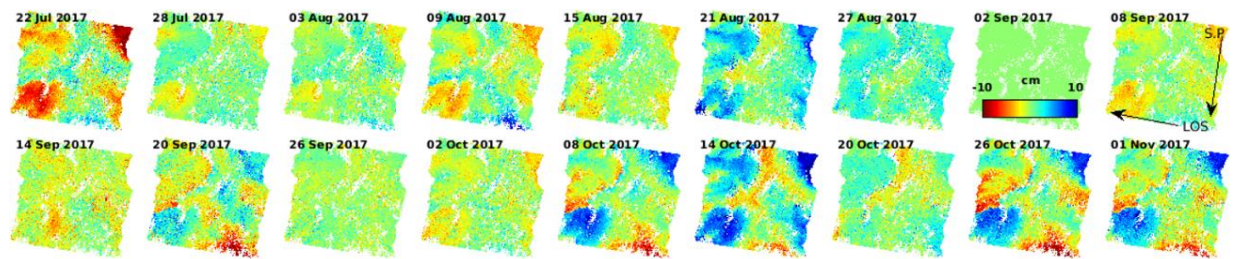 22 Jul 2017 28 Jul 2017 03 Aug 2017 09 Aug 2017 15 Aug 2017 21 Aug 2017 27 Aug 2017 02 Sep 2017 08 Sep 2017
S.P
cm
-10 10
LOS
14 Sep 2017 20 Sep 2017 26 Sep 2017 02 Oct 2017 08 Oct 2017 14 Oct 2017 20 Oct 2017 26 Oct 2017 01 Nov 2017